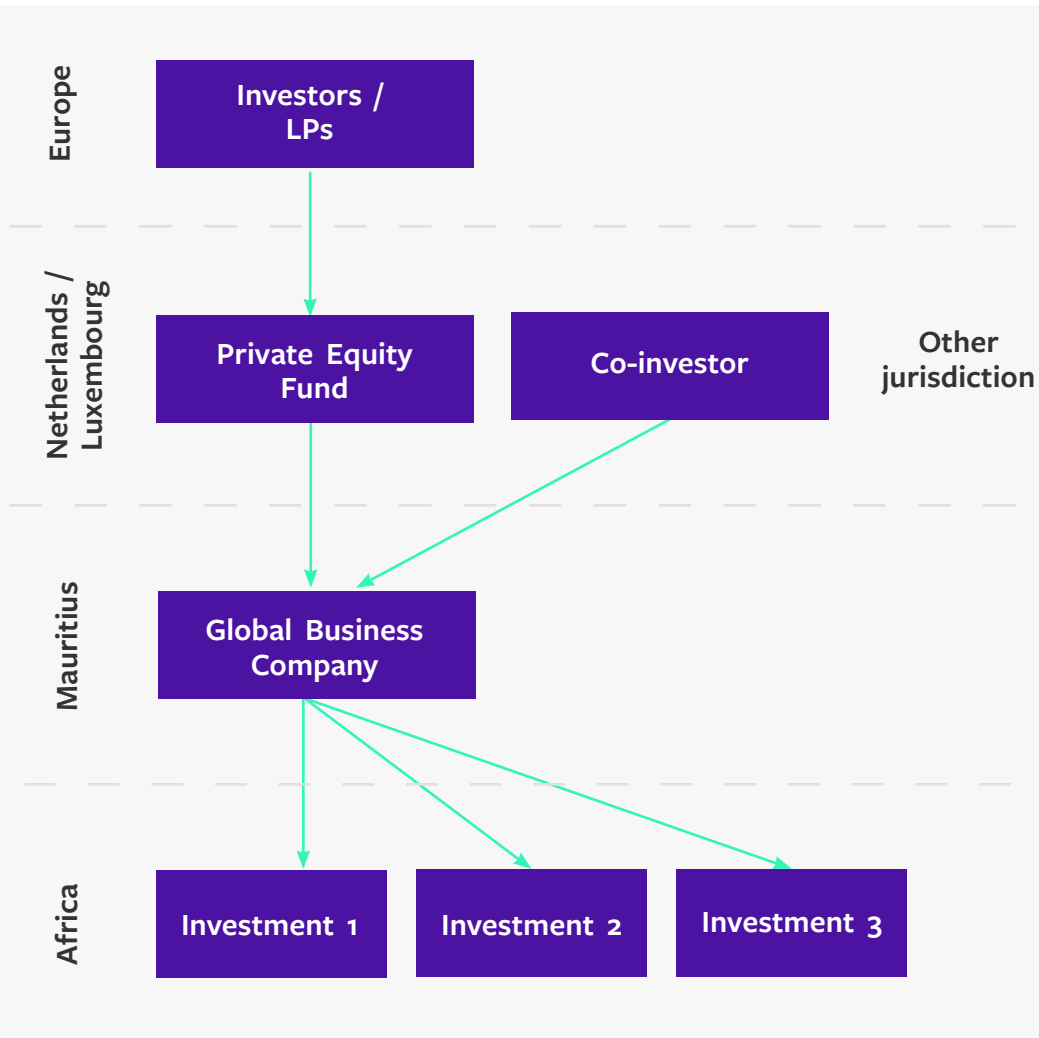 Europe
Investors /
LPs
Netherlands /
Luxembourg
Private Equity
Fund
Co-investor
Other
jurisdiction
Mauritius
Global Business
Company
Africa
Investment 1
Investment 2
Investment 3